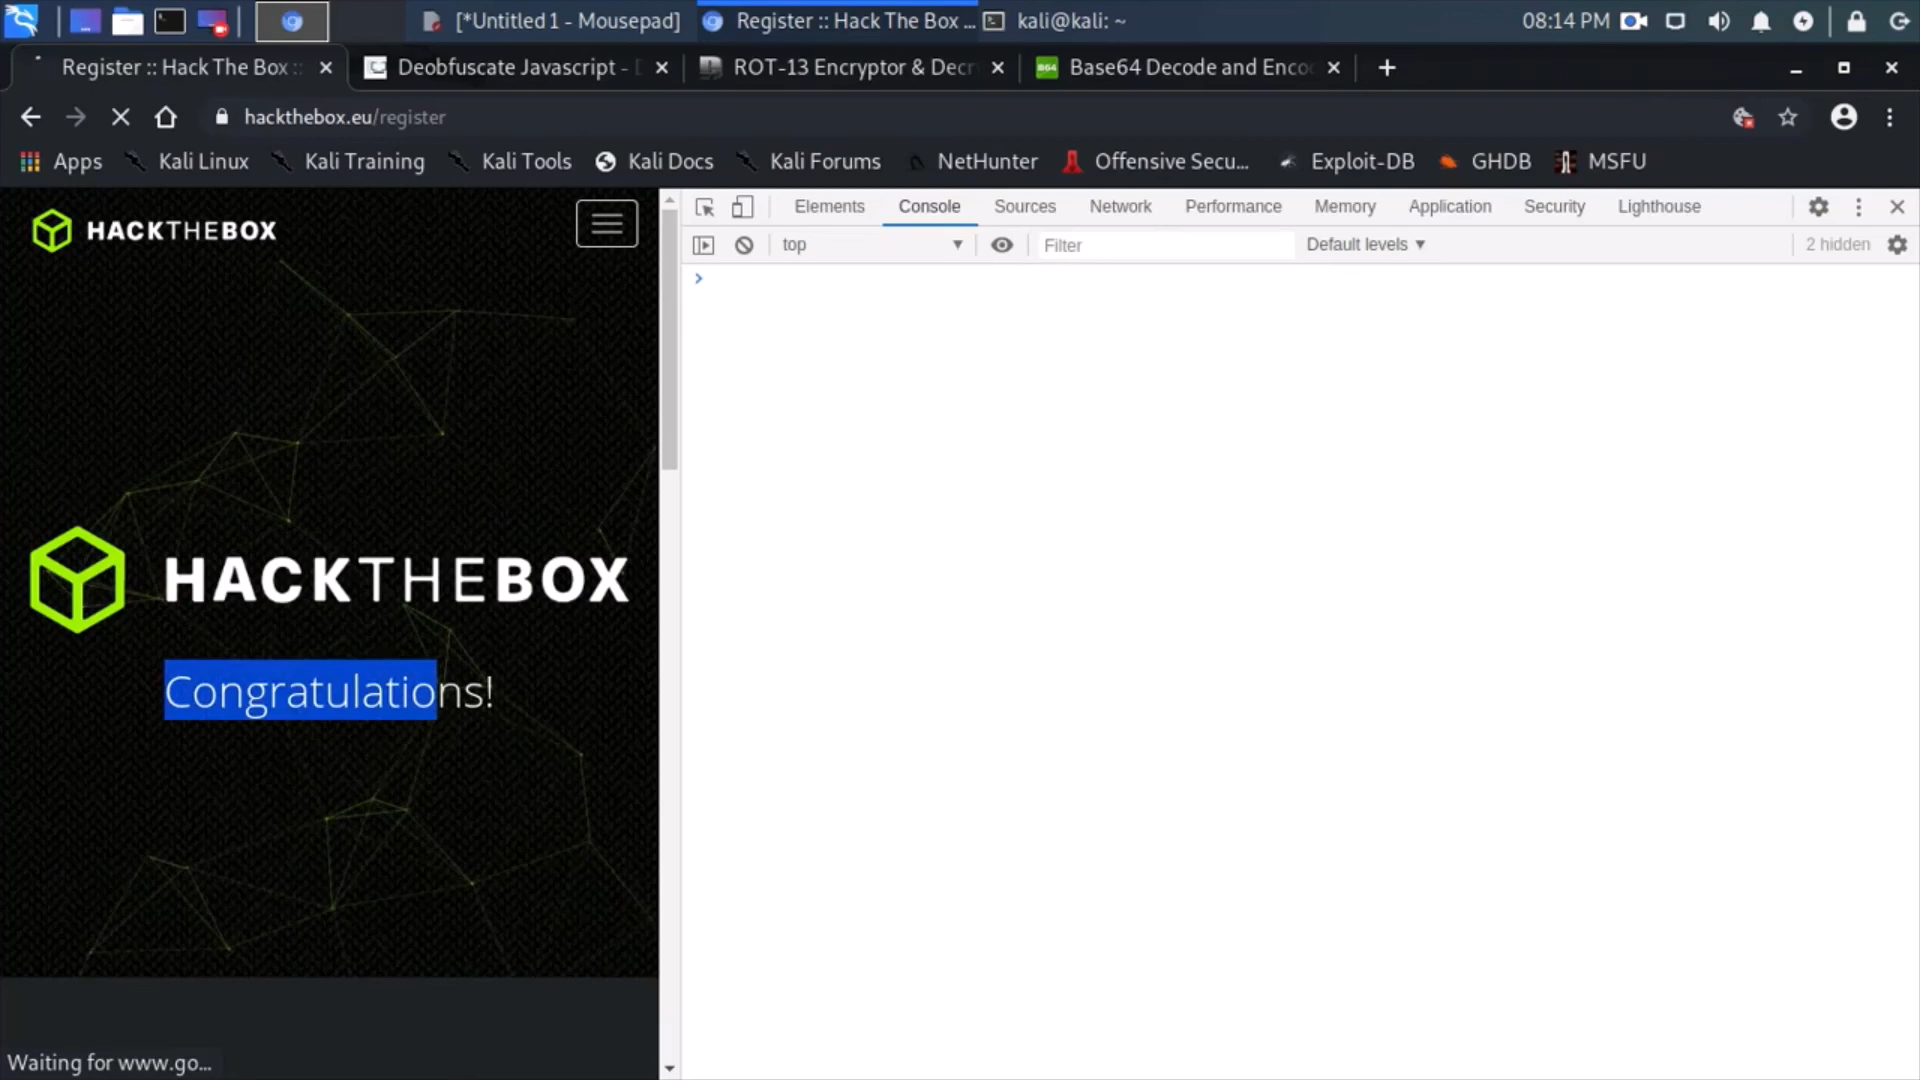 [*Untitled 1 - Mousepad]
Register :: Hack The Box ...
kali@kali: ~
08:14 PM
Register :: Hack The Box ::
Deobfuscate Javascript -
ROT-13 Encryptor & Decr
B64
Base64 Decode and Enco
hackthebox.eu/register
Apps
Kali Linux
Kali Training
Kali Tools
Kali Docs
Kali Forums
NetHunter
Offensive Secu...
Exploit-DB
GHDB
MSFU
HACKTHEBOX
Elements
Console
Sources
Network
Performance
Memory
Application
Security
Lighthouse
top
Filter
Default levels
2 hidden
HACKTHEBOX
Congratulations!
Waiting for www.go...